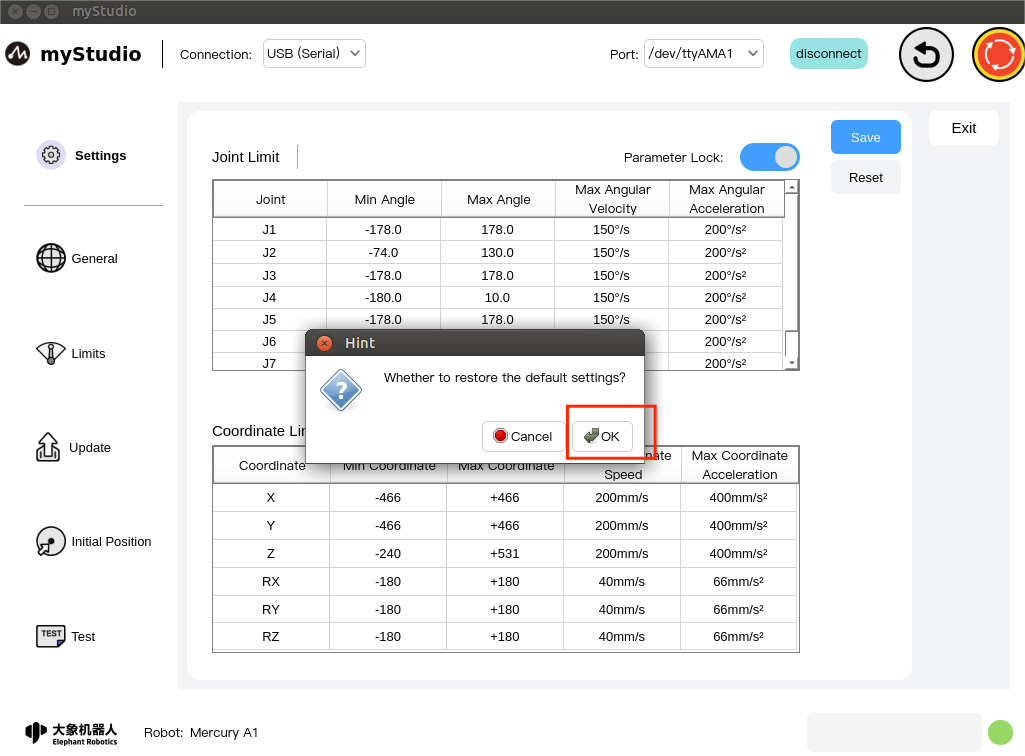 myStudio
myStudio
Connection: USB (Serial)
Port: /dev/ttyAMA1
disconnect
Settings
General
Limits
Update
Initial Position
TEST Test
Joint Limit
Parameter Lock:
Save
Reset
Exit
Joint Min Angle Max Angle Max Angular Velocity Max Angular Acceleration
J1 -178.0 178.0 150°/s 200°/s²
J2 -74.0 130.0 150°/s 200°/s²
J3 -178.0 178.0 150°/s 200°/s²
J4 -180.0 10.0 150°/s 200°/s²
J5 -178.0 178.0 150°/s 200°/s²
J6 200°/s²
J7 200°/s²
Hint
Whether to restore the default settings?
Cancel OK
Coordinate Lim
Coordinate Min Coordinate Max Coordinate Speed Max Coordinate Acceleration
X -466 +466 200mm/s 400mm/s²
Y -466 +466 200mm/s 400mm/s²
Z -240 +531 200mm/s 400mm/s²
RX -180 +180 40mm/s 66mm/s²
RY -180 +180 40mm/s 66mm/s²
RZ -180 +180 40mm/s 66mm/s²
大象机器人
Elephant Robotics
Robot: Mercury A1